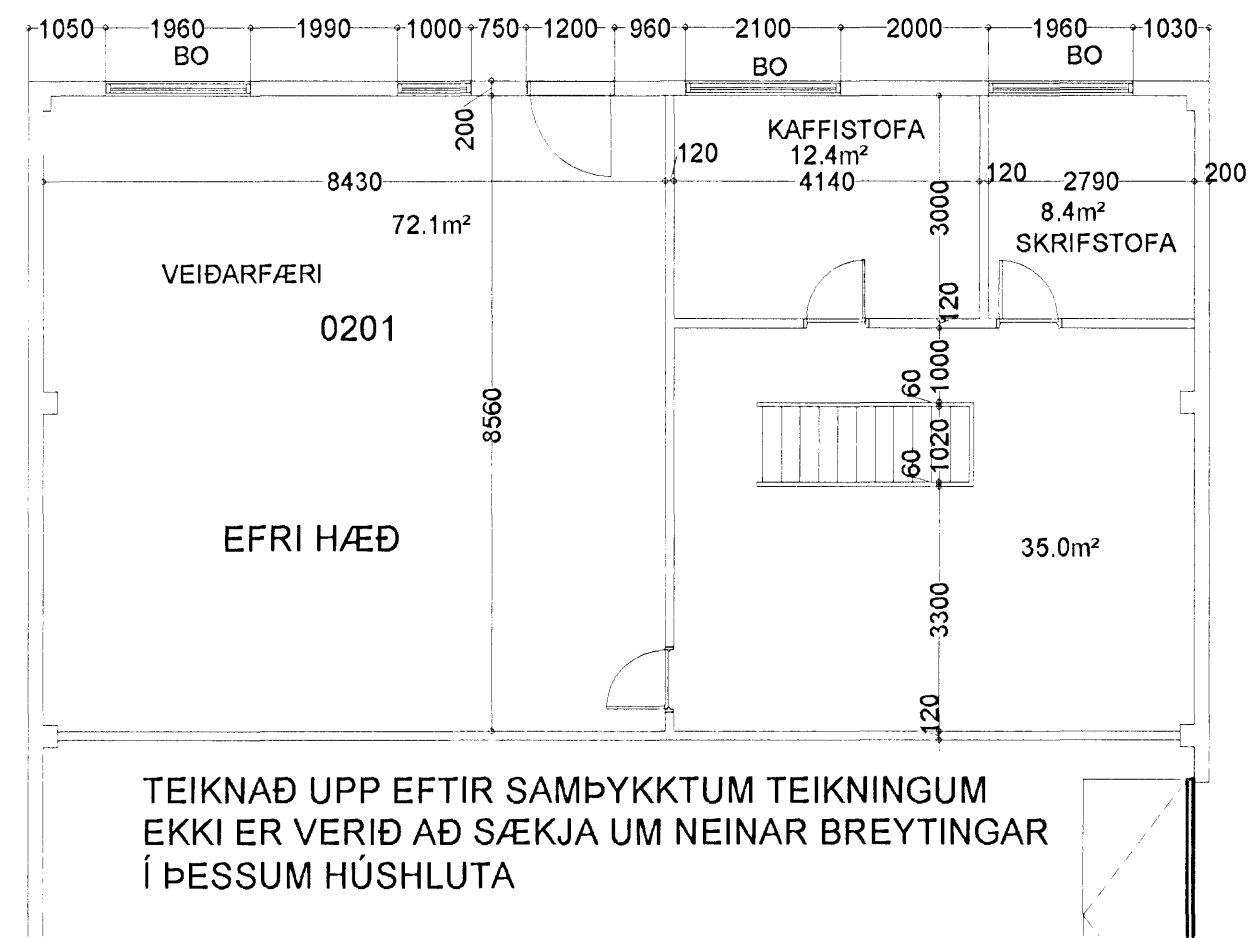 1050 1960 1990 1000 750 1200 960 2100 2000 1960 1030
BO BO BO
200
KAFFISTOFA
12.4m²
120
8430 4140 120 2790 200
3000
72.1m²
8.4m²
SKRIFSTOFA
VEIÐARFÆRI
0201
120
1000
60
8560
1020
60
EFRI HÆÐ
35.0m²
3300
120
TEIKNAÐ UPP EFTIR SAMÞYKKTUM TEIKNINGUM
EKKI ER VERIÐ AÐ SÆKJA UM NEINAR BREYTINGAR
Í ÞESSUM HÚSHLUTA